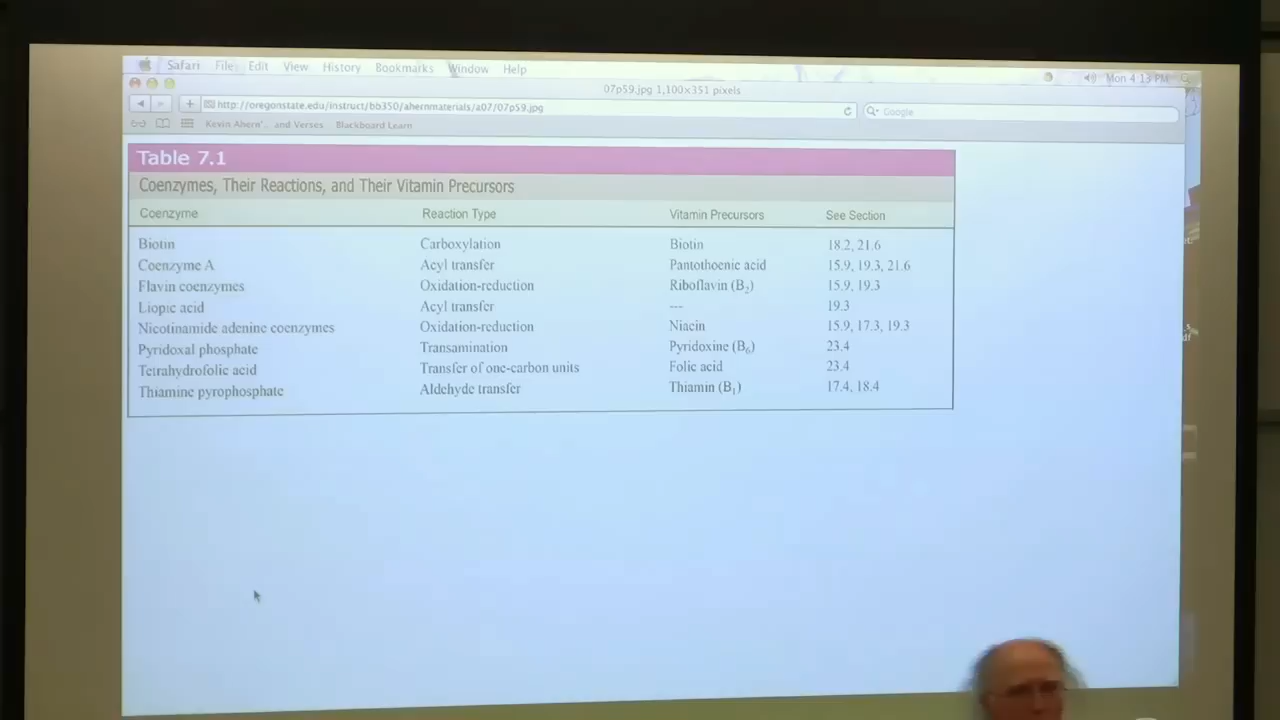 Safari File Edit View History Bookmarks Window Help Mon 4:13 PM
07p59.jpg 1,100×351 pixels
http://oregonstate.edu/instruct/bb350/ahernmaterials/a07/07p59.jpg Google
Kevin Ahern'... and Verses Blackboard Learn
Table 7.1
Coenzymes, Their Reactions, and Their Vitamin Precursors
Coenzyme Reaction Type Vitamin Precursors See Section
Biotin Carboxylation Biotin 18.2, 21.6
Coenzyme A Acyl transfer Pantothoenic acid 15.9, 19.3, 21.6
Flavin coenzymes Oxidation-reduction Riboflavin (B2) 15.9, 19.3
Liopic acid Acyl transfer --- 19.3
Nicotinamide adenine coenzymes Oxidation-reduction Niacin 15.9, 17.3, 19.3
Pyridoxal phosphate Transamination Pyridoxine (B6) 23.4
Tetrahydrofolic acid Transfer of one-carbon units Folic acid 23.4
Thiamine pyrophosphate Aldehyde transfer Thiamin (B1) 17.4, 18.4